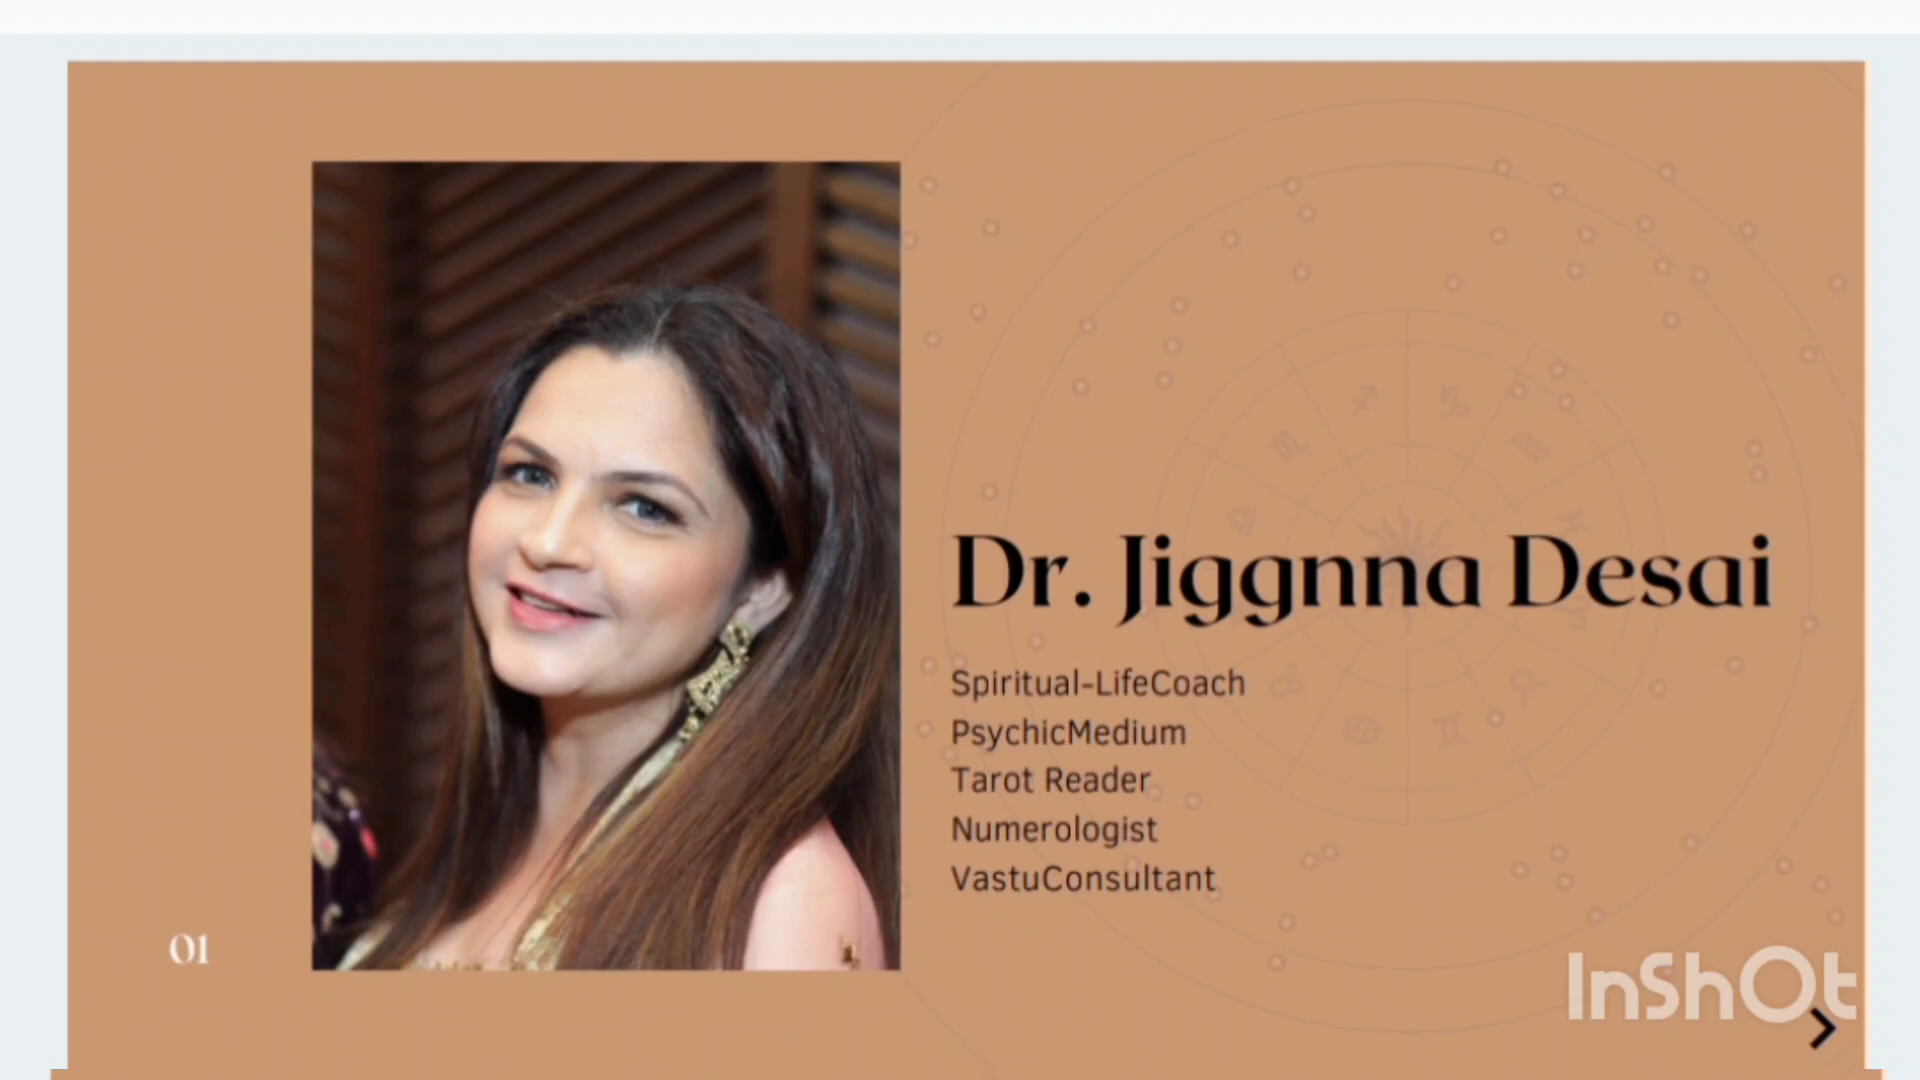 Dr. Jiggnna Desai
Spiritual-LifeCoach
PsychicMedium
Tarot Reader
Numerologist
VastuConsultant
01
InShOt